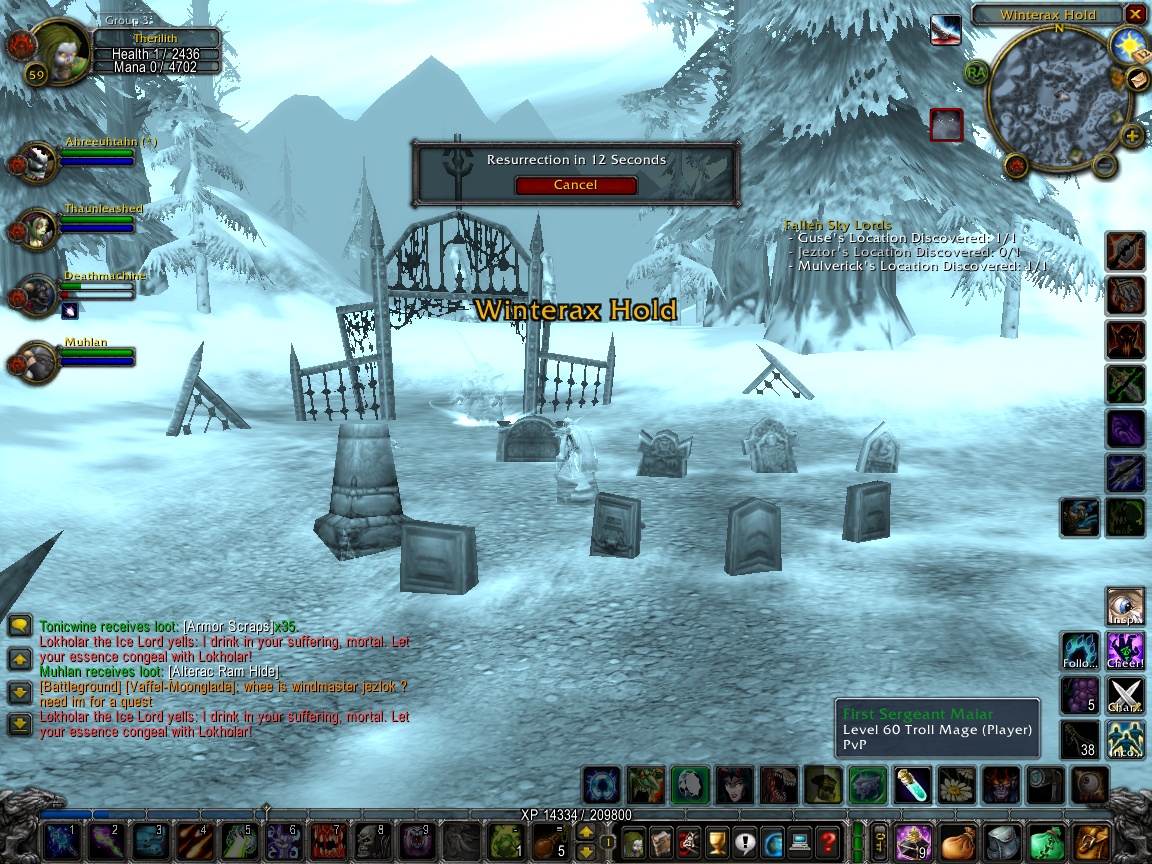 Group 3
Therilith
Health 1 / 2436
59
Mana 0 / 4702
Winterax Hold
N
RA
Ahreeuhtahn (*)
Thaunleashed
Deathmachine
Muhlan
Resurrection in 12 Seconds
Cancel
Fallen Sky Lords
- Guse's Location Discovered: 1/1
- Jeztor's Location Discovered: 0/1
- Mulverick's Location Discovered: 1/1
Winterax Hold
Tonicwine receives loot: [Armor Scraps]x35.
Lokholar the Ice Lord yells: I drink in your suffering, mortal. Let
your essence congeal with Lokholar!
Muhlan receives loot: [Alterac Ram Hide].
[Battleground] [Vaffel-Moonglade]: whee is windmaster jezlok ?
need im for a quest
Lokholar the Ice Lord yells: I drink in your suffering, mortal. Let
your essence congeal with Lokholar!
Insp...
Follo...
Cheer!
5
Char...
38
Inco...
First Sergeant Maiar
Level 60 Troll Mage (Player)
PvP
XP 14334 / 209800
1 2 3 4 5 6 7 8 9 - =
1 5
1
9